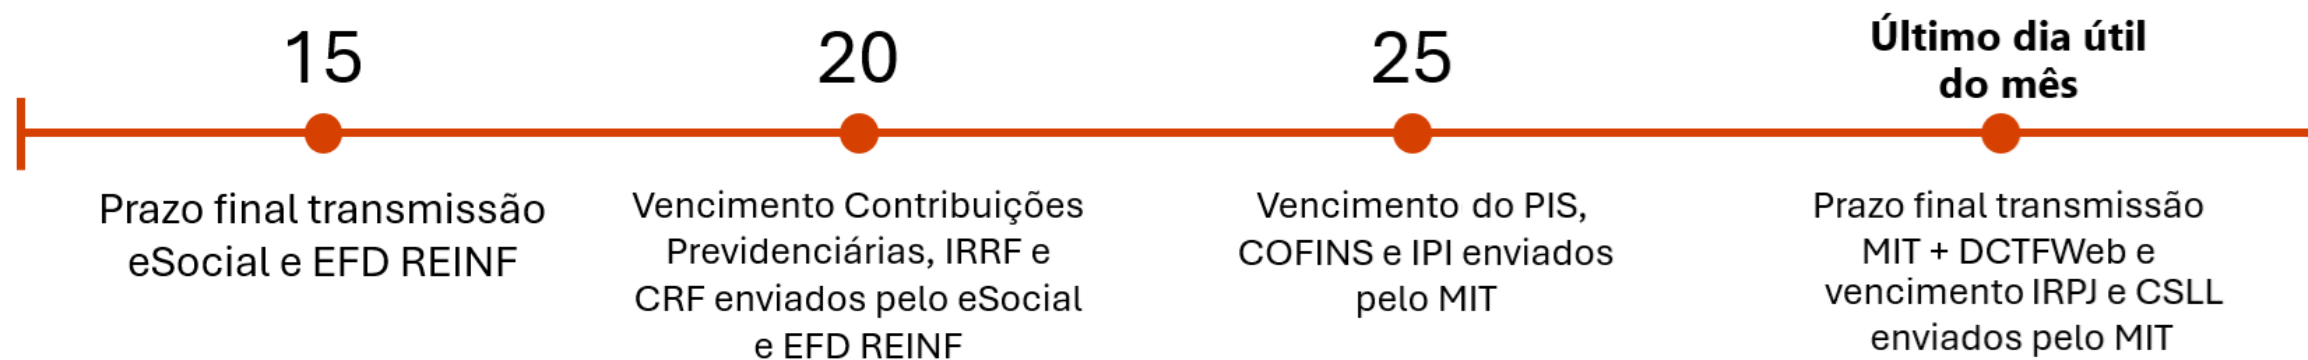 15
Prazo final transmissão
eSocial e EFD REINF
20
Vencimento Contribuições
Previdenciárias, IRRF e
CRF enviados pelo eSocial
e EFD REINF
25
Vencimento do PIS,
COFINS e IPI enviados
pelo MIT
Último dia útil
do mês
Prazo final transmissão
MIT + DCTFWeb e
vencimento IRPJ e CSLL
enviados pelo MIT